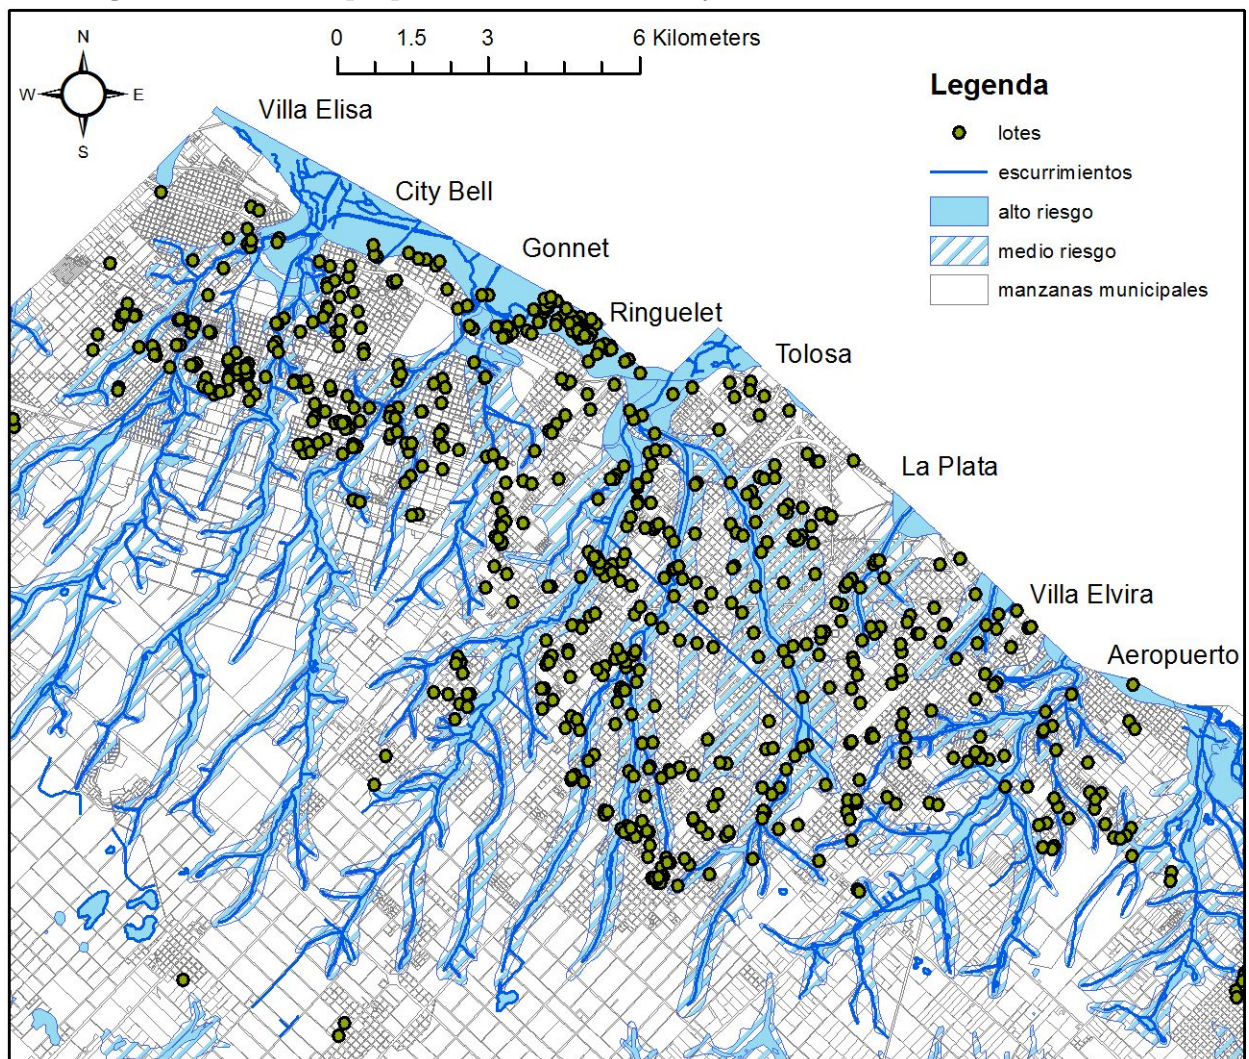 N
W E
S
0 1.5 3 6 Kilometers
Villa Elisa
City Bell
Gonnet
Ringuelet
Tolosa
La Plata
Villa Elvira
Aeropuerto
Legenda
lotes
escurrimientos
alto riesgo
medio riesgo
manzanas municipales